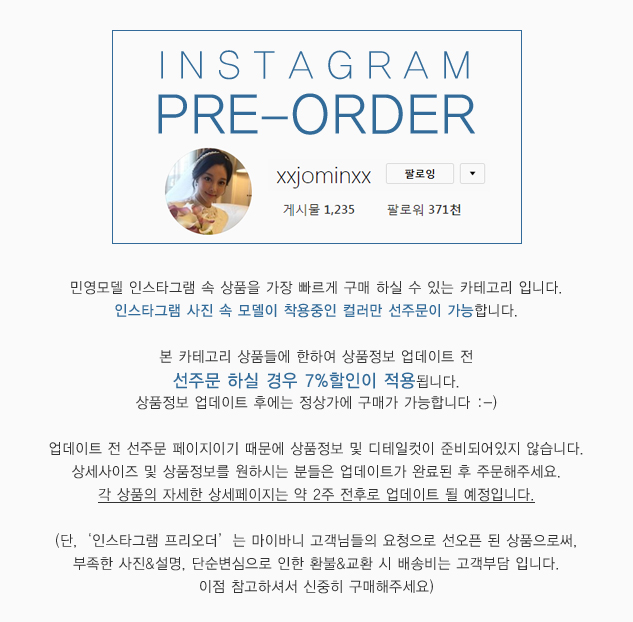 INSTAGRAM
PRE-ORDER
xxjominxx 팔로잉
게시물 1,235 팔로워 371천
민영모델 인스타그램 속 상품을 가장 빠르게 구매 하실 수 있는 카테고리 입니다.
인스타그램 사진 속 모델이 착용중인 컬러만 선주문이 가능합니다.
본 카테고리 상품들에 한하여 상품정보 업데이트 전
선주문 하실 경우 7%할인이 적용됩니다.
상품정보 업데이트 후에는 정상가에 구매가 가능합니다 :-)
업데이트 전 선주문 페이지이기 때문에 상품정보 및 디테일컷이 준비되어있지 않습니다.
상세사이즈 및 상품정보를 원하시는 분들은 업데이트가 완료된 후 주문해주세요.
각 상품의 자세한 상세페이지는 약 2주 전후로 업데이트 될 예정입니다.
(단, ‘인스타그램 프리오더’ 는 마이바니 고객님들의 요청으로 선오픈 된 상품으로써,
부족한 사진&설명, 단순변심으로 인한 환불&교환 시 배송비는 고객부담 입니다.
이점 참고하셔서 신중히 구매해주세요)